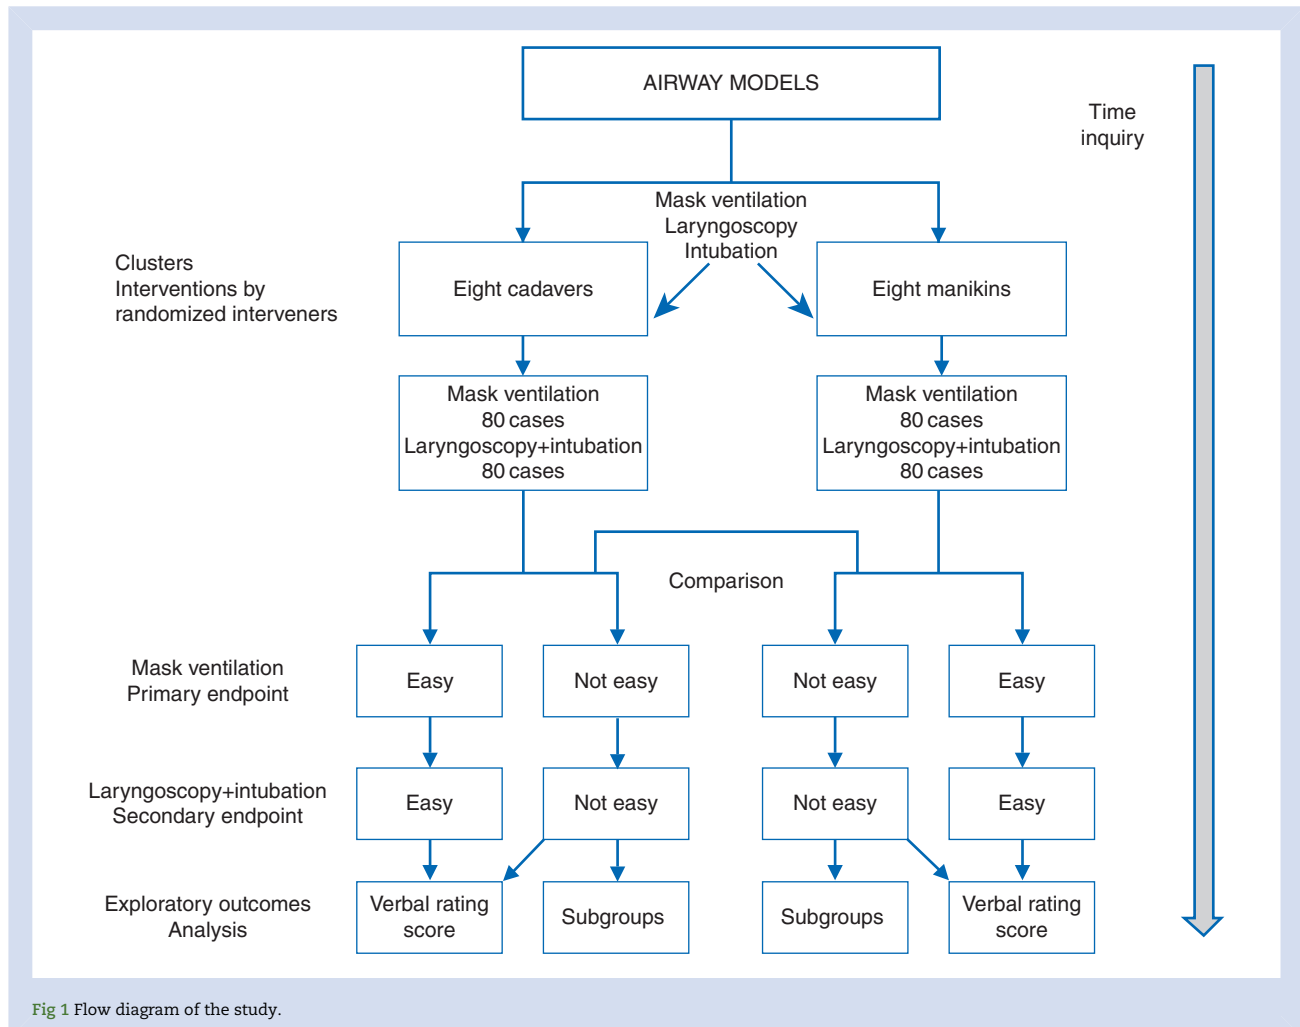 AIRWAY MODELS
Time
inquiry
Mask ventilation
Laryngoscopy
Intubation
Clusters
Interventions by
randomized interveners
Eight cadavers
Eight manikins
Mask ventilation
80 cases
Laryngoscopy+intubation
80 cases
Mask ventilation
80 cases
Laryngoscopy+intubation
80 cases
Comparison
Mask ventilation
Primary endpoint
Easy
Not easy
Not easy
Easy
Laryngoscopy+intubation
Secondary endpoint
Easy
Not easy
Not easy
Easy
Exploratory outcomes
Analysis
Verbal rating
score
Subgroups
Subgroups
Verbal rating
score
Fig 1 Flow diagram of the study.